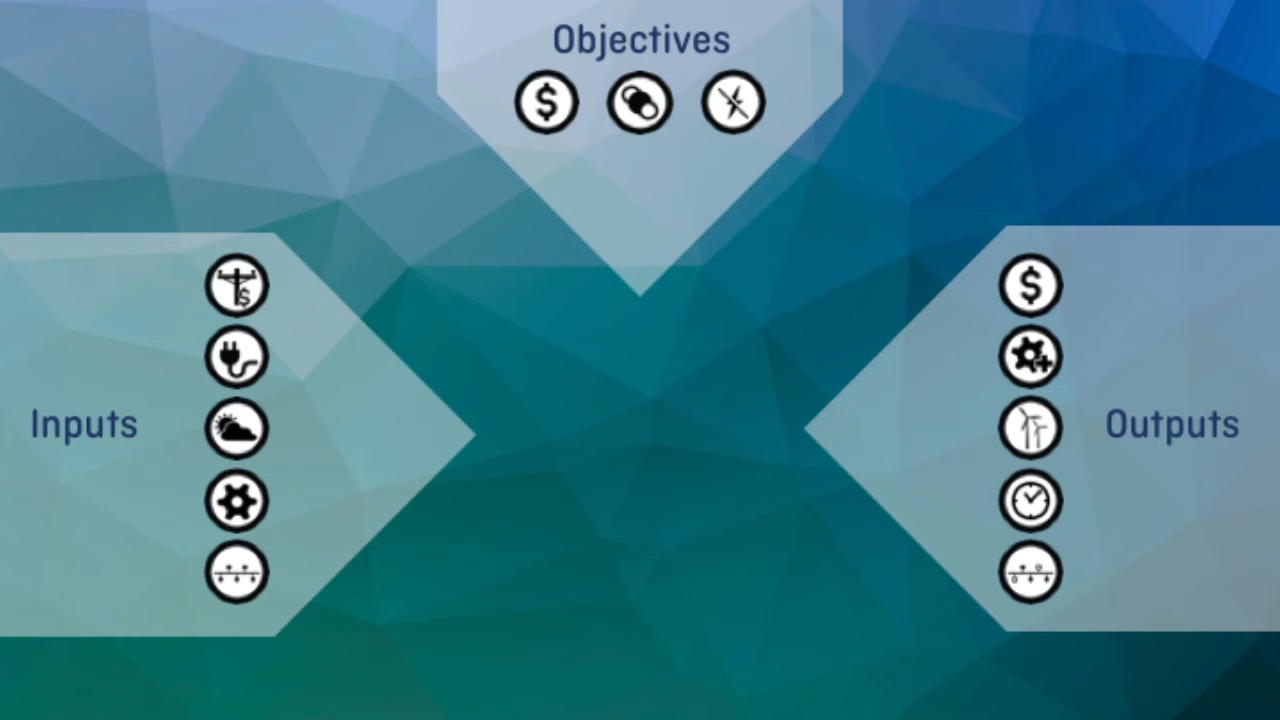 Objectives
$ 
Inputs
$
$
Outputs